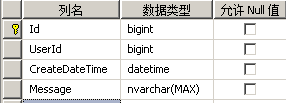 列名 数据类型 允许 Null 值
Id bigint
UserId bigint
CreateDateTime datetime
Message nvarchar(MAX)